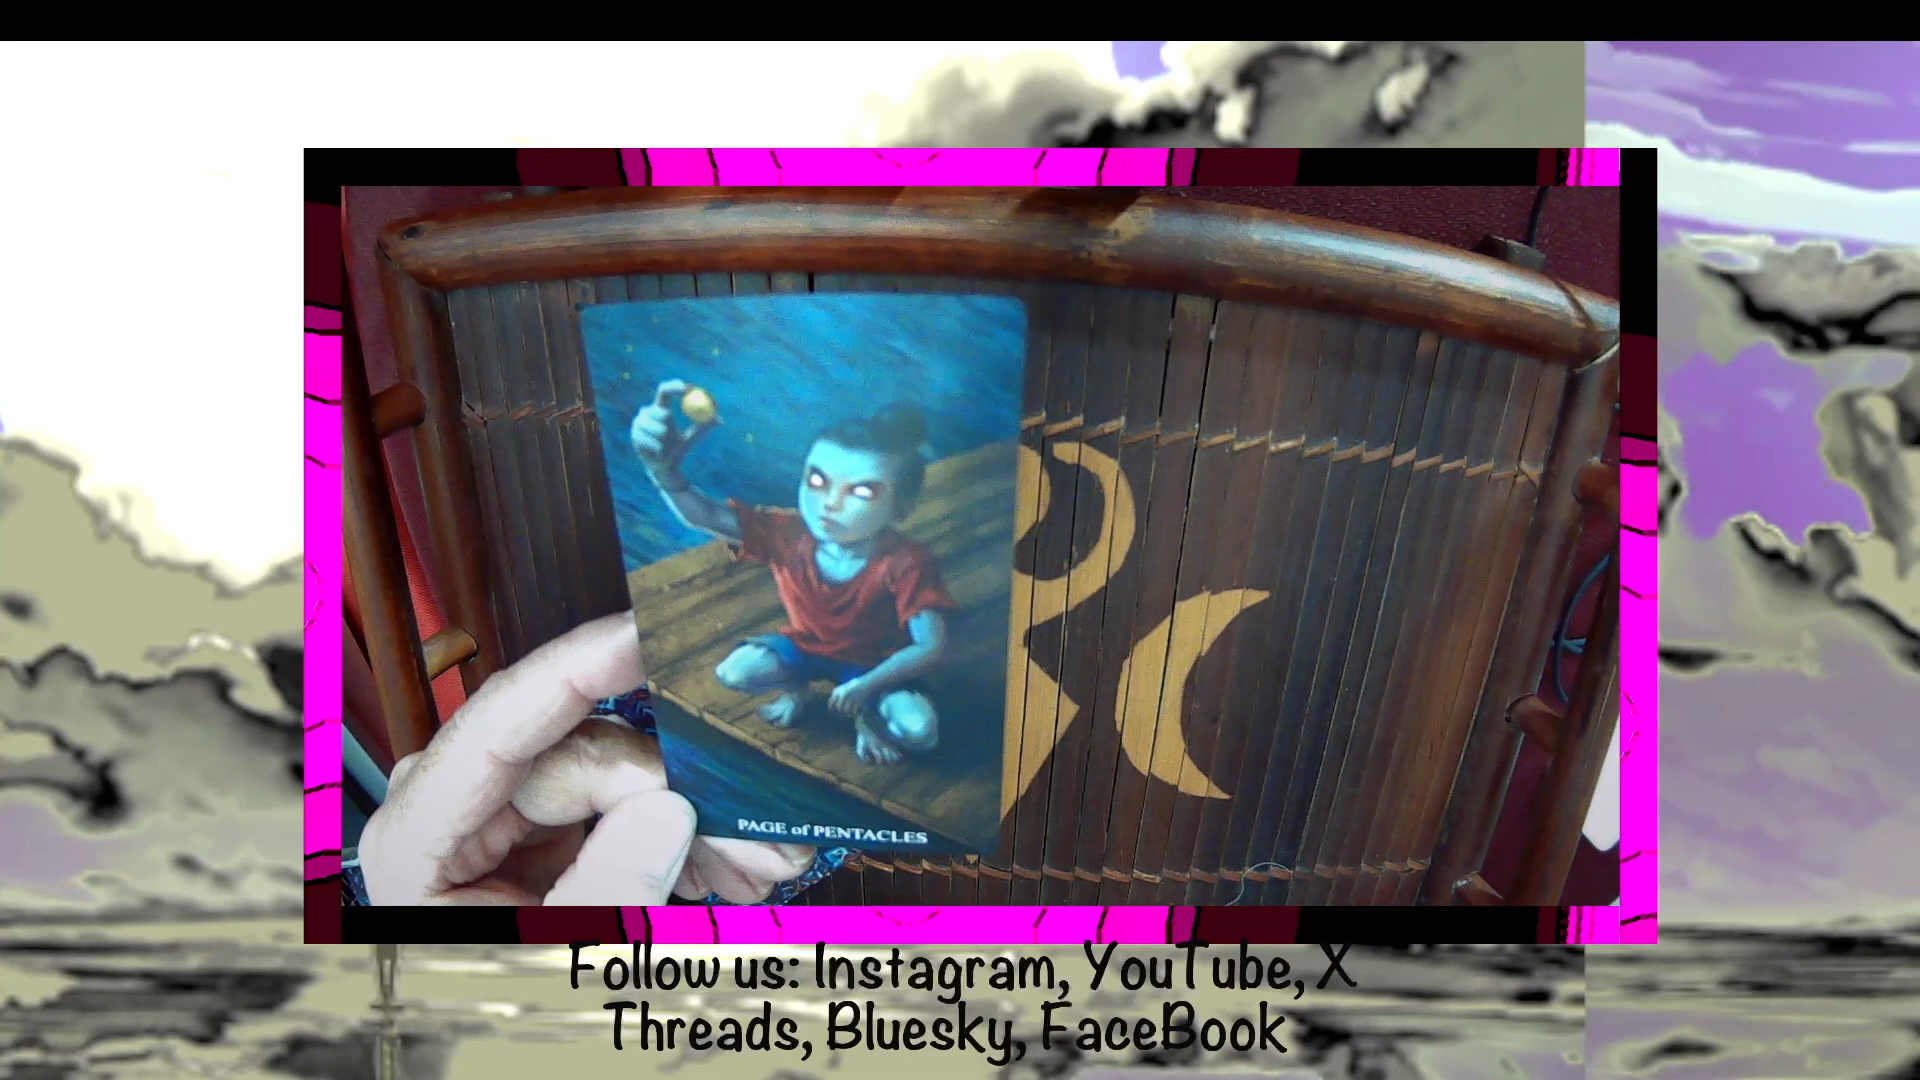 PAGE of PENTACLES
Follow us: Instagram, YouTube, X
Threads, Bluesky, FaceBook